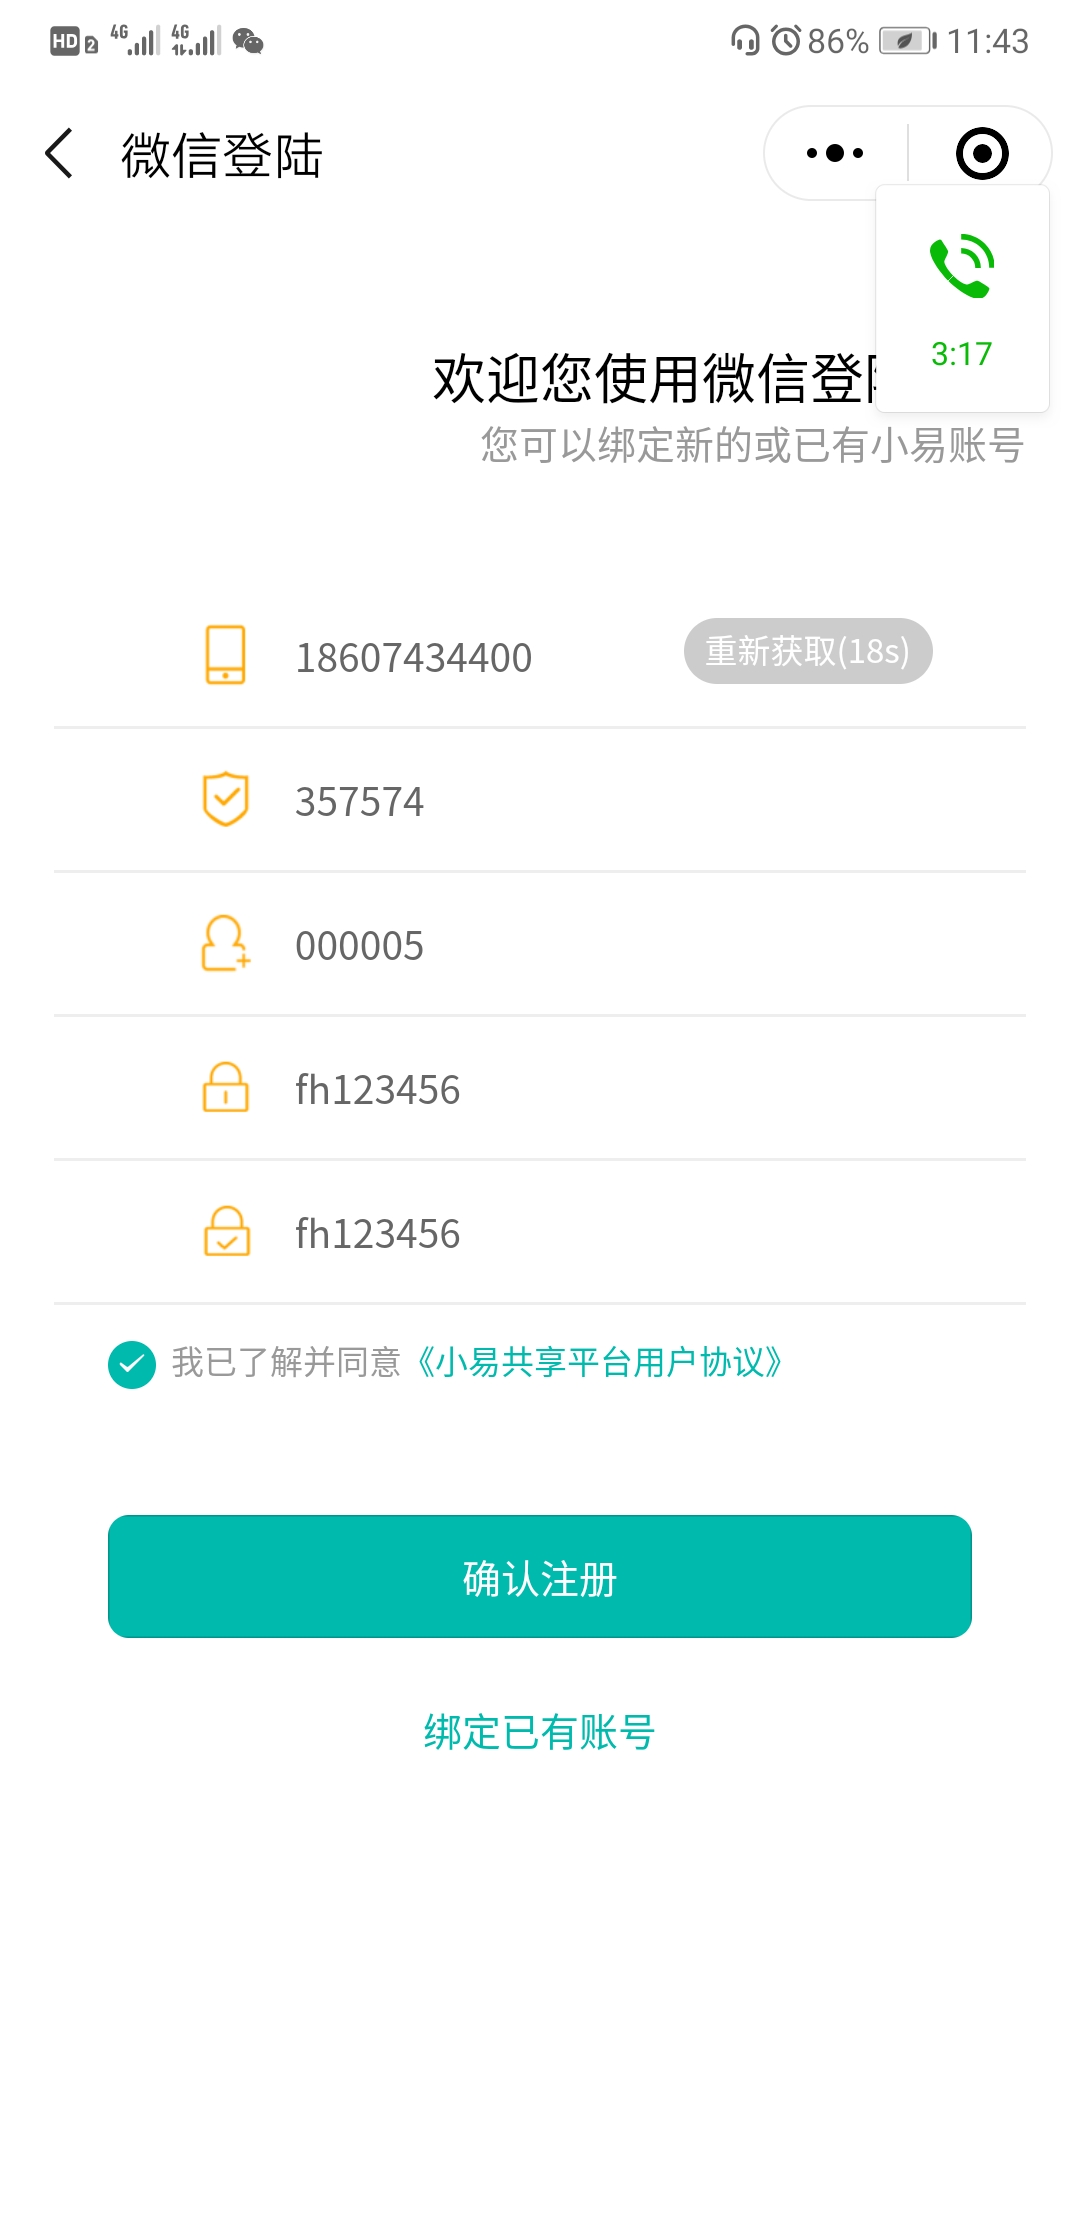 HD 2 4G 4G 86% 11:43
微信登陆
3:17
欢迎您使用微信登
您可以绑定新的或已有小易账号
18607434400 重新获取(18s)
357574
000005
fh123456
fh123456
我已了解并同意《小易共享平台用户协议》
确认注册
绑定已有账号